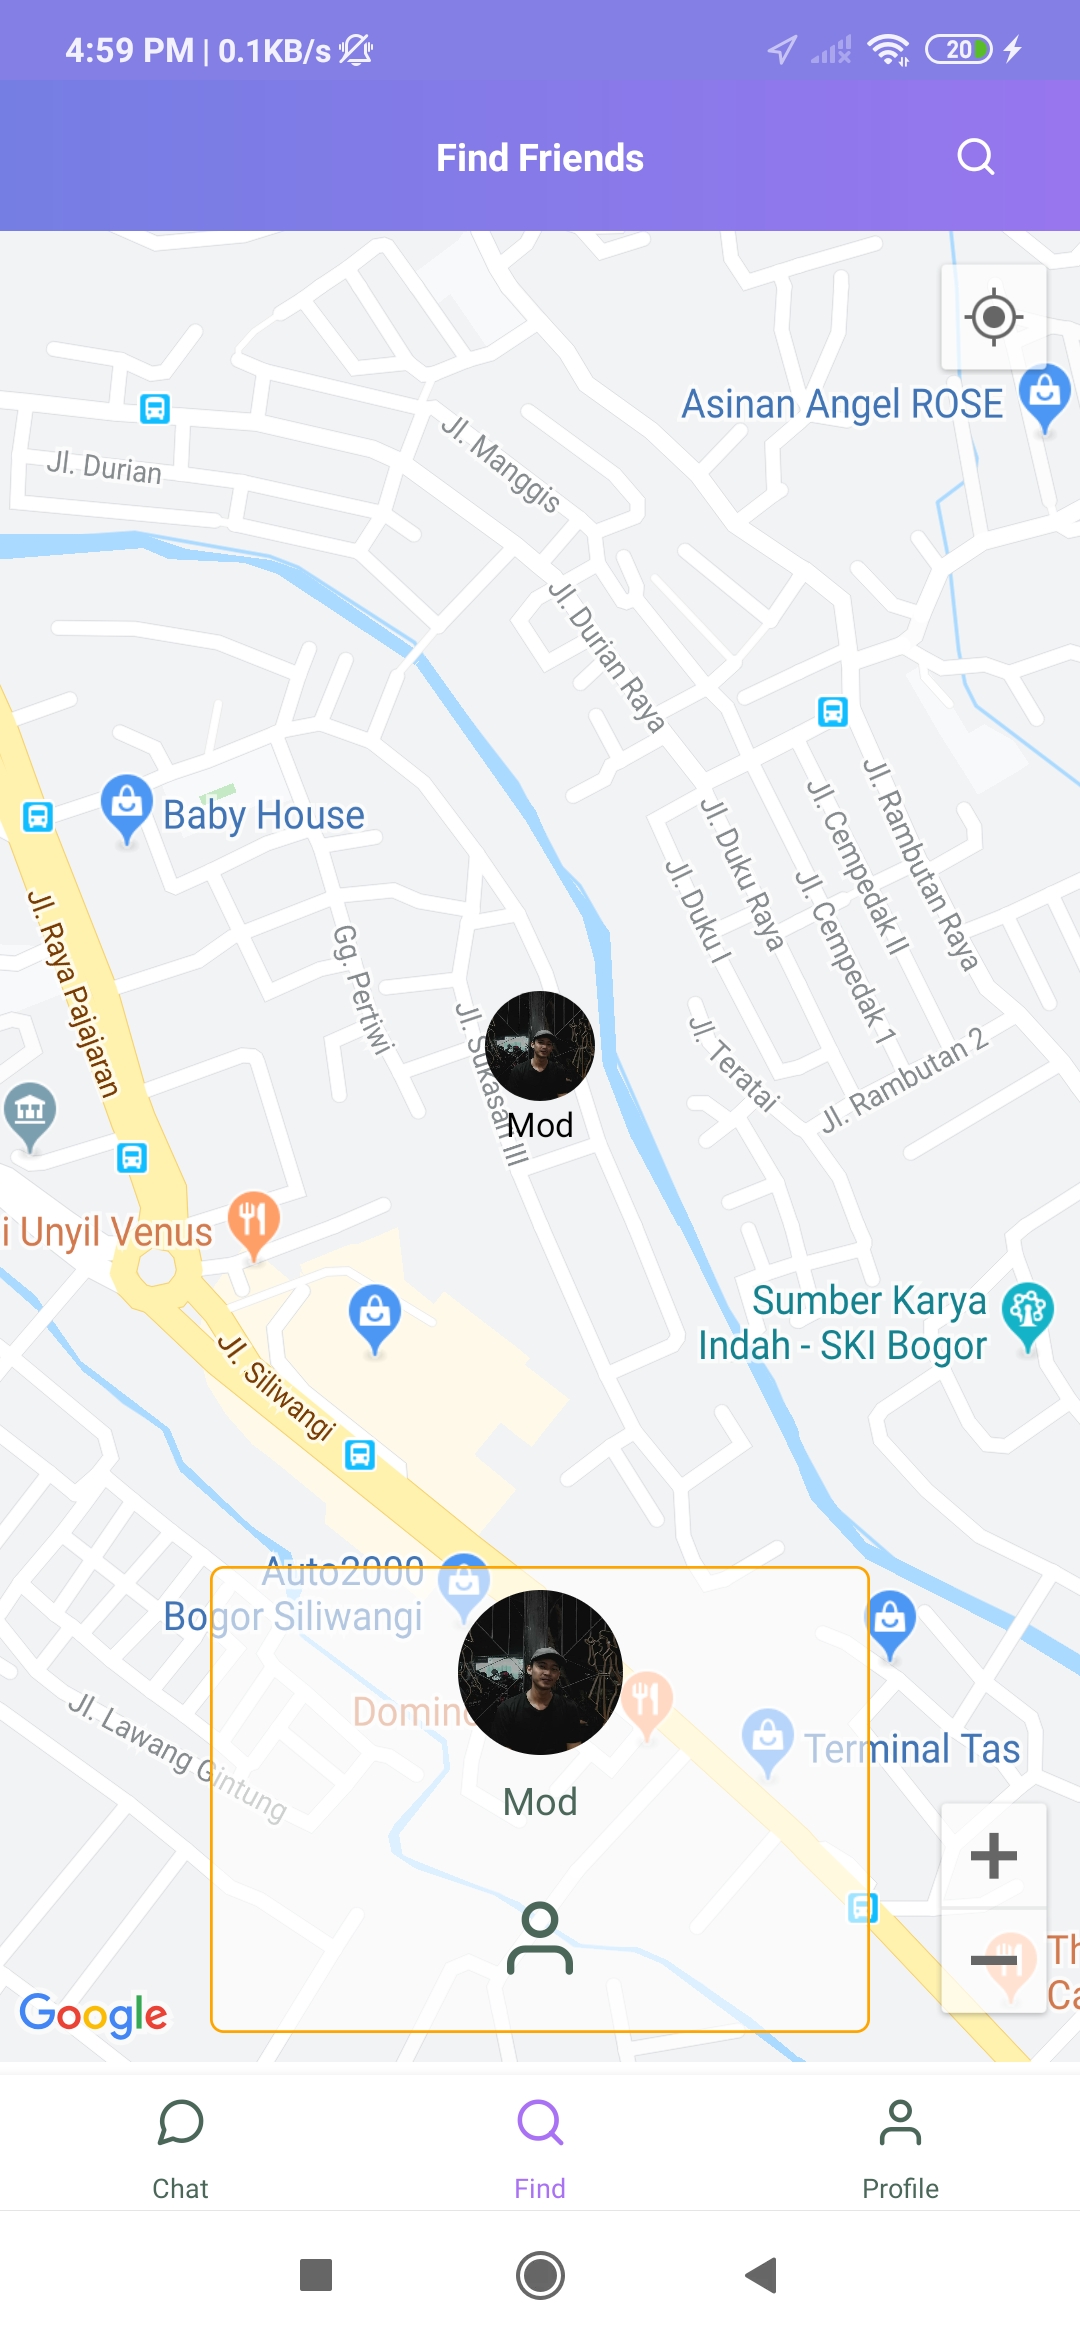 4:59 PM | 0.1KB/s
20
Find Friends
Asinan Angel ROSE
Jl. Manggis
Jl. Durian
Jl. Durian Raya
Baby House
Jl. Rambutan Raya
Jl. Cempedak II
Jl. Duku Raya
Jl. Duku I
Jl. Cempedak 1
Jl. Raya Pajajaran
Gg. Pertiwi
Jl. Sukasari III
Jl. Teratai
Jl. Rambutan 2
Mod
i Unyil Venus
Sumber Karya
Indah - SKI Bogor
Jl. Siliwangi
Auto2000
Bogor Siliwangi
Jl. Lawang Gintung
Terminal Tas
Mod
Th
Ca
Google
Chat
Find
Profile